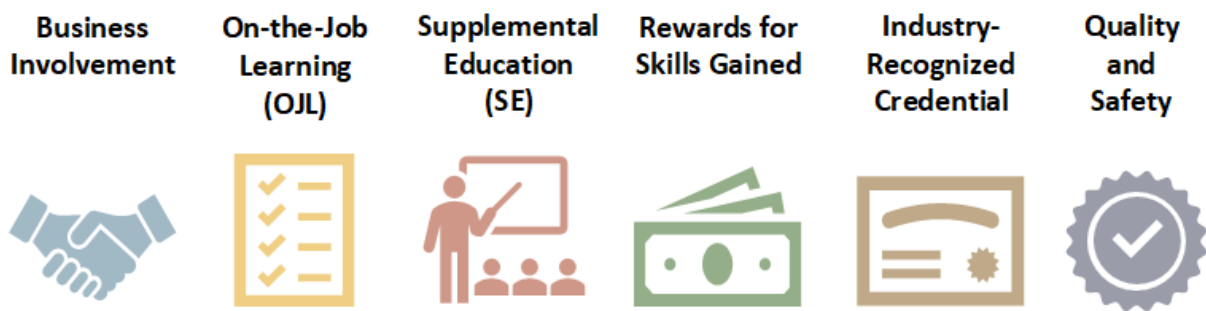 Business
Involvement
On-the-Job
Learning
(OJL)
Supplemental
Education
(SE)
Rewards for
Skills Gained
Industry-
Recognized
Credential
Quality
and
Safety